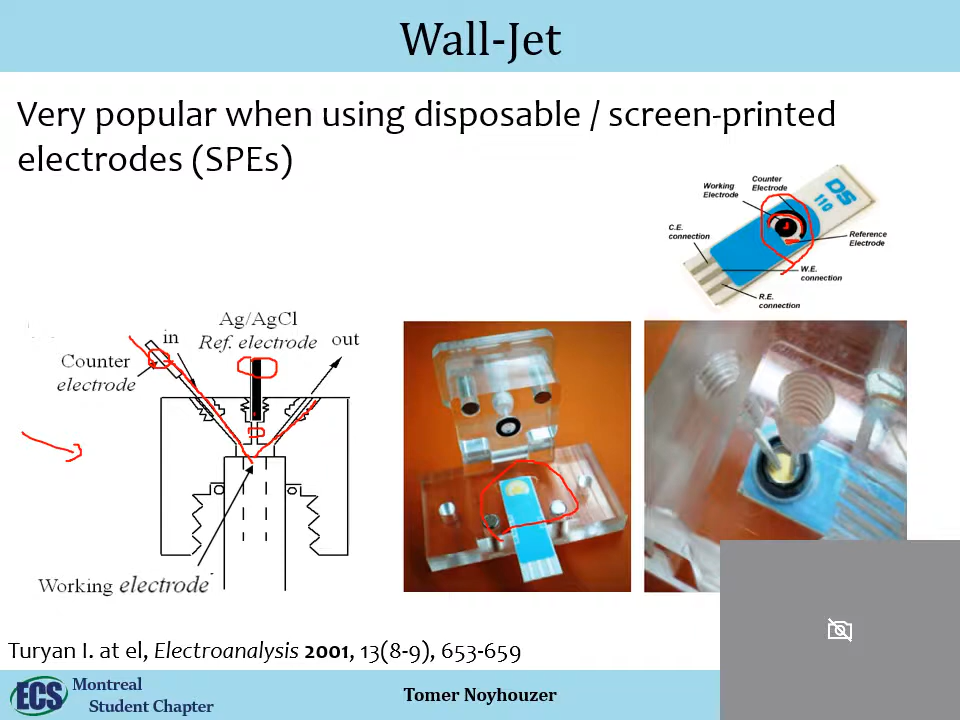 Wall-Jet
Very popular when using disposable / screen-printed
electrodes (SPEs)
Working
Electrode
Counter
Electrode
DS
110
C.E.
connection
Reference
Electrode
W.E.
connection
R.E.
connection
in
Ag/AgCl
Ref. electrode
out
Counter
electrode
Working electrode
Turyan I. at el, Electroanalysis 2001, 13(8-9), 653-659
ECS Montreal
Student Chapter
Tomer Noyhouzer